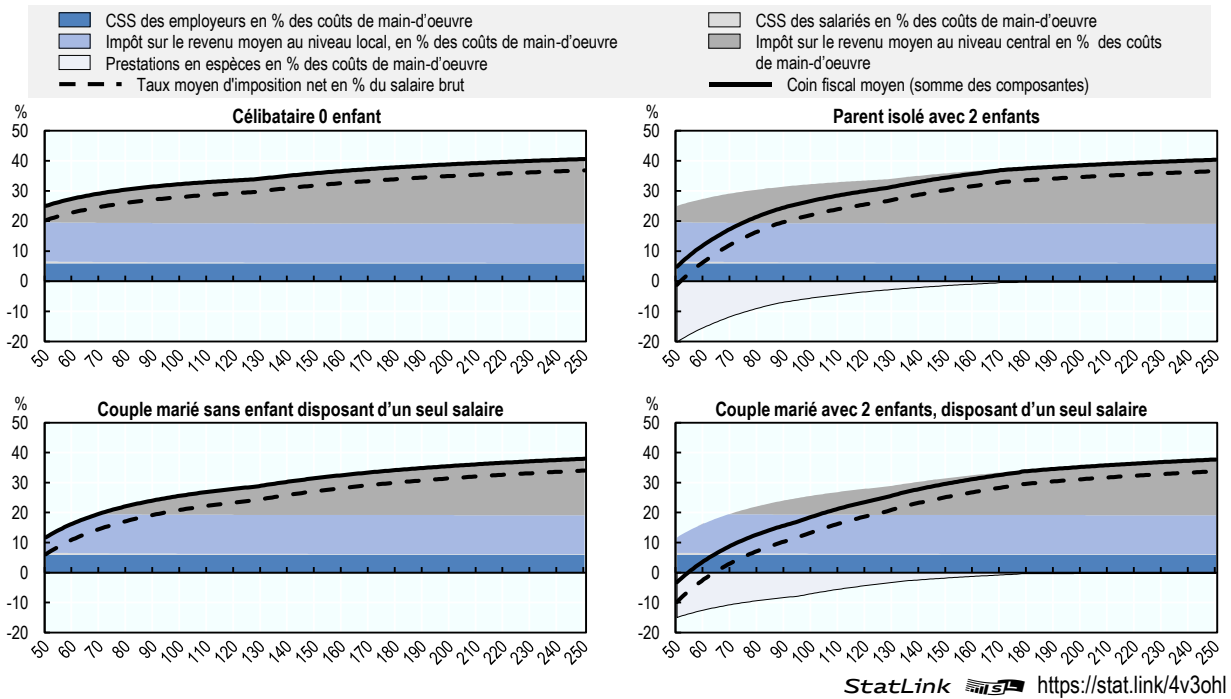 CSS des employeurs en % des coûts de main-d'oeuvre
CSS des salariés en % des coûts de main-d'oeuvre
Impôt sur le revenu moyen au niveau local, en % des coûts de main-d'oeuvre
Impôt sur le revenu moyen au niveau central en % des coûts
de main-d'oeuvre
Prestations en espèces en % des coûts de main-d'oeuvre
Taux moyen d'imposition net en % du salaire brut
Coin fiscal moyen (somme des composantes)
%
Célibataire 0 enfant
50
40
30
20
10
0
-10
-20
50 60 70 80 90 100 110 120 130 140 150 160 170 180 190 200 210 220 230 240 250
%
Parent isolé avec 2 enfants
50
40
30
20
10
0
-10
-20
50 60 70 80 90 100 110 120 130 140 150 160 170 180 190 200 210 220 230 240 250
%
Couple marié sans enfant disposant d’un seul salaire
50
40
30
20
10
0
-10
-20
50 60 70 80 90 100 110 120 130 140 150 160 170 180 190 200 210 220 230 240 250
%
Couple marié avec 2 enfants, disposant d’un seul salaire
50
40
30
20
10
0
-10
-20
50 60 70 80 90 100 110 120 130 140 150 160 170 180 190 200 210 220 230 240 250
StatLink https://stat.link/4v3ohl